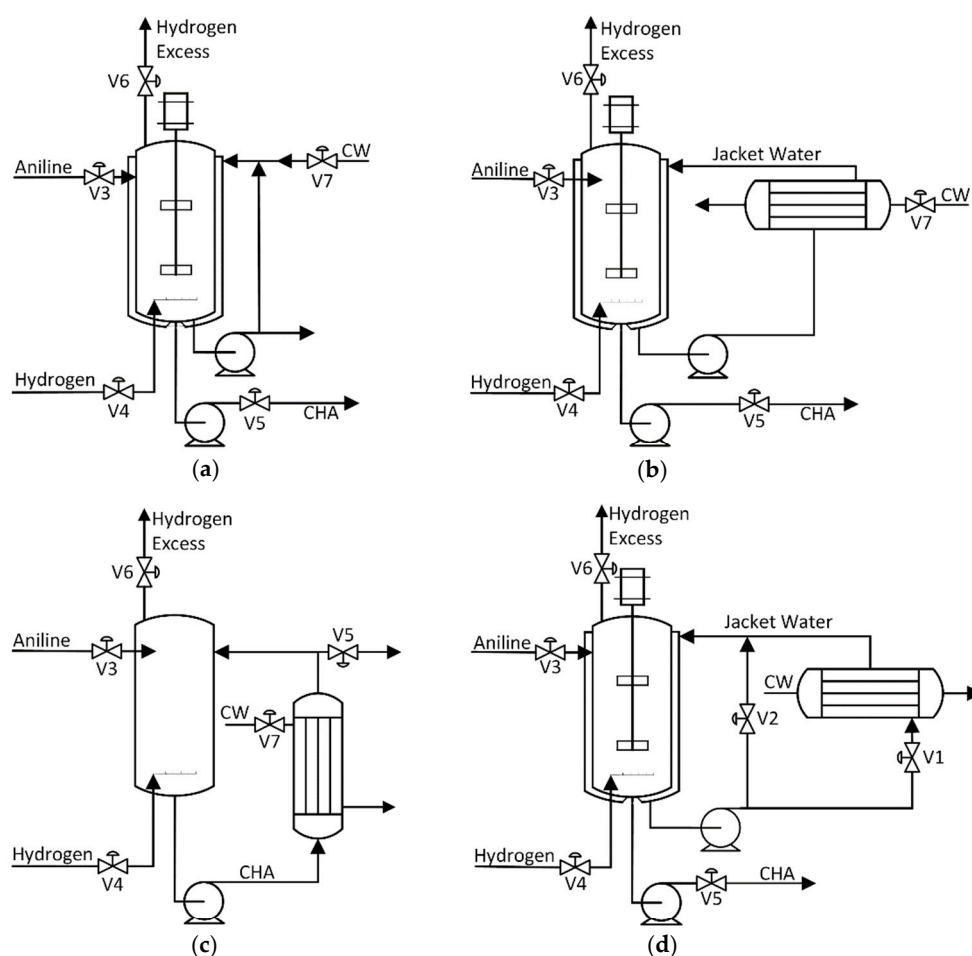 Hydrogen
Excess
V6
Aniline
V3
CW
V7
Hydrogen
V4
V5
CHA
(a)
Hydrogen
Excess
V6
Aniline
V3
Jacket Water
CW
V7
Hydrogen
V4
V5
CHA
(b)
Hydrogen
Excess
V6
Aniline
V3
V5
CW
V7
Hydrogen
V4
CHA
(c)
Hydrogen
Excess
V6
Aniline
V3
Jacket Water
CW
V2
V1
Hydrogen
V4
CHA
V5
(d)